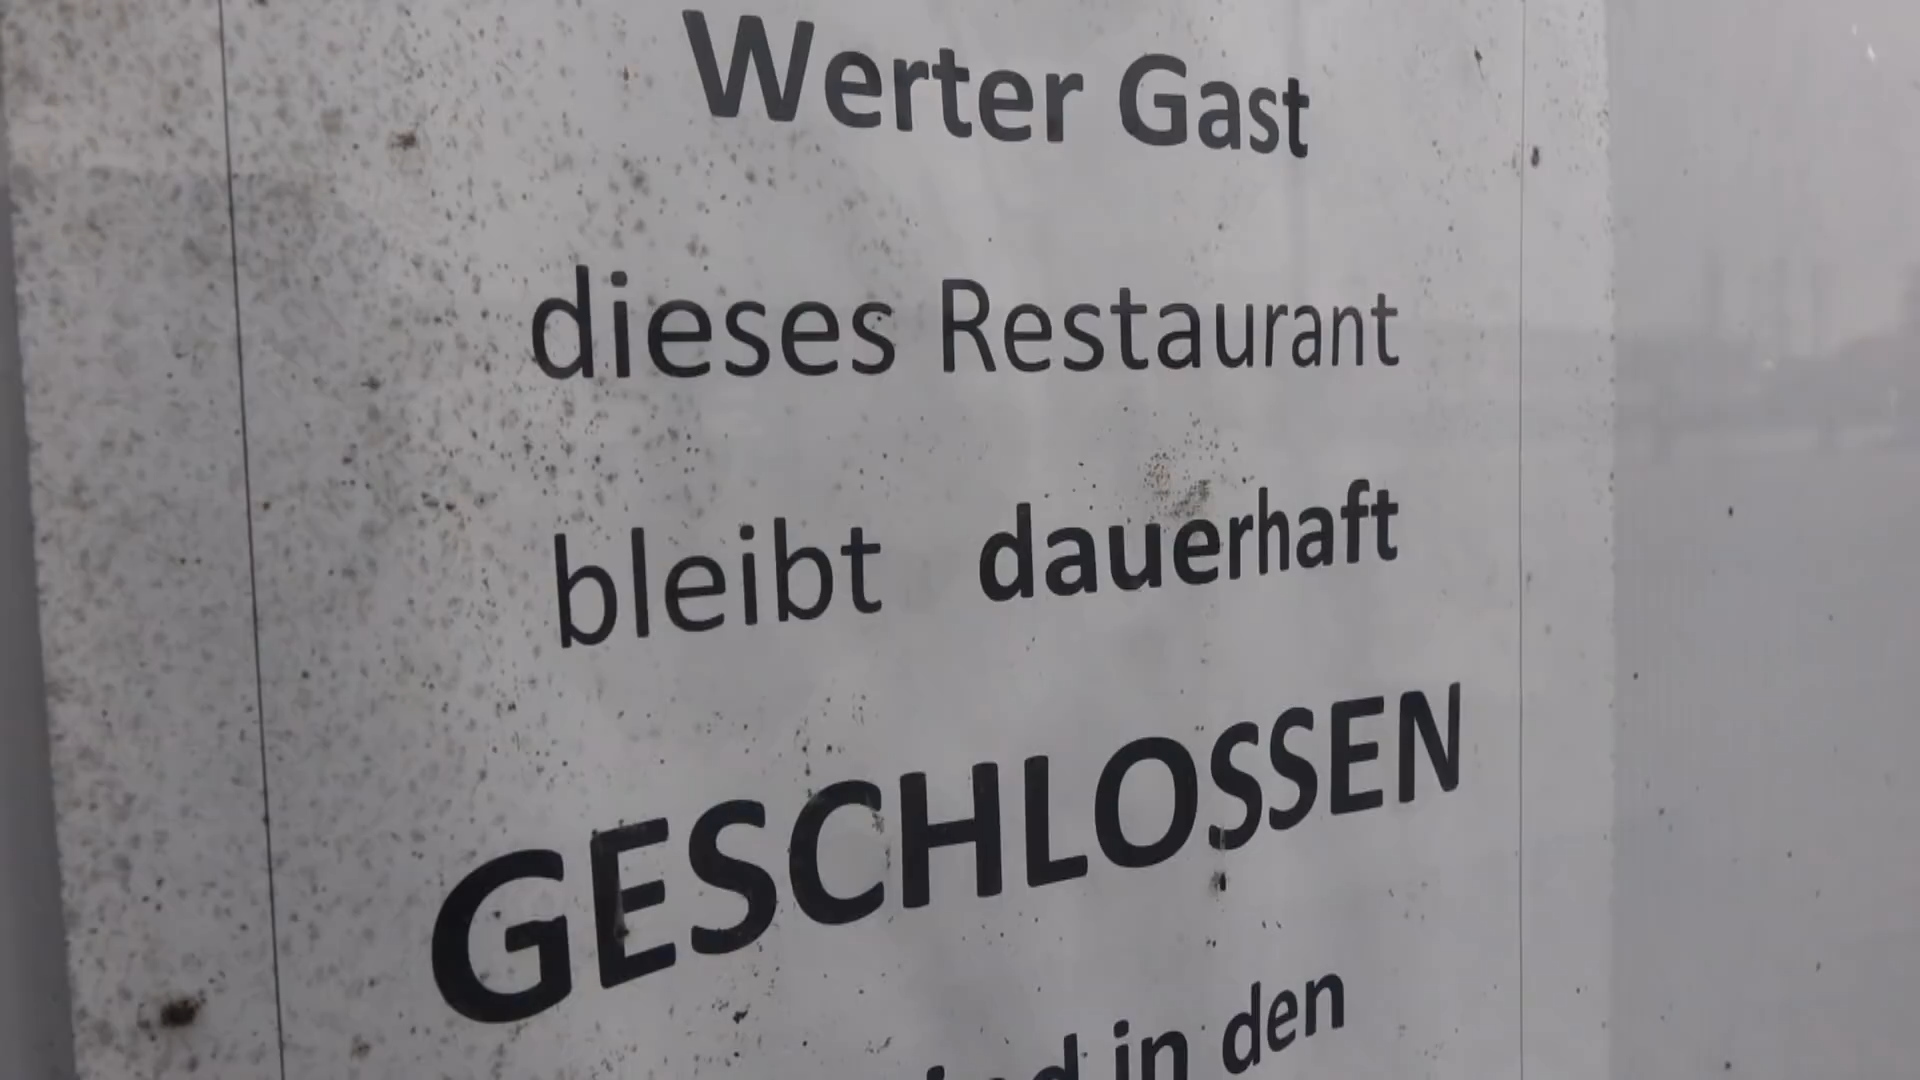 Werter Gast
dieses Restaurant
bleibt dauerhaft
GESCHLOSSEN
in den